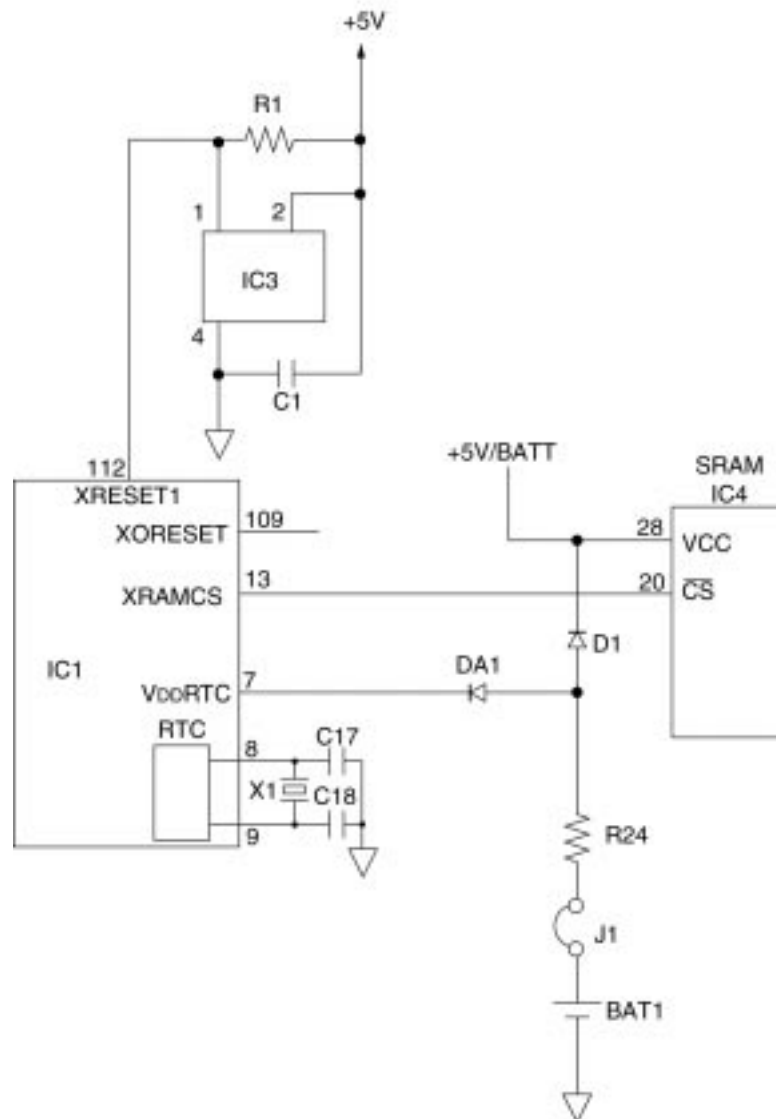 +5V
R1
1
2
IC3
4
C1
112
XRESET1
XORESET
109
XRAMCS
13
IC1
VDDRTC
7
RTC
8
9
X1
C17
C18
+5V/BATT
SRAM
IC4
28
VCC
20
CS
D1
DA1
R24
J1
BAT1